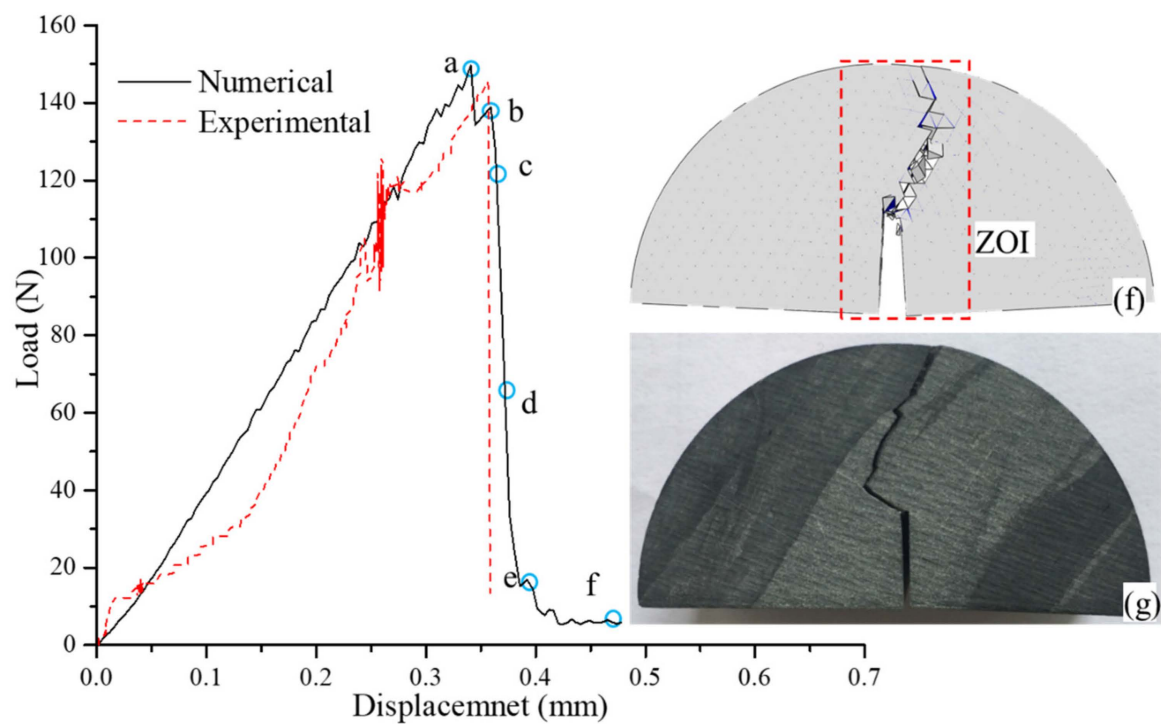 160
140
120
100
80
60
40
20
0
Load (N)
Numerical
Experimental
a
b
c
d
e
f
0.0 0.1 0.2 0.3 0.4 0.5 0.6 0.7
Displacemnet (mm)
ZOI
(f)
(g)